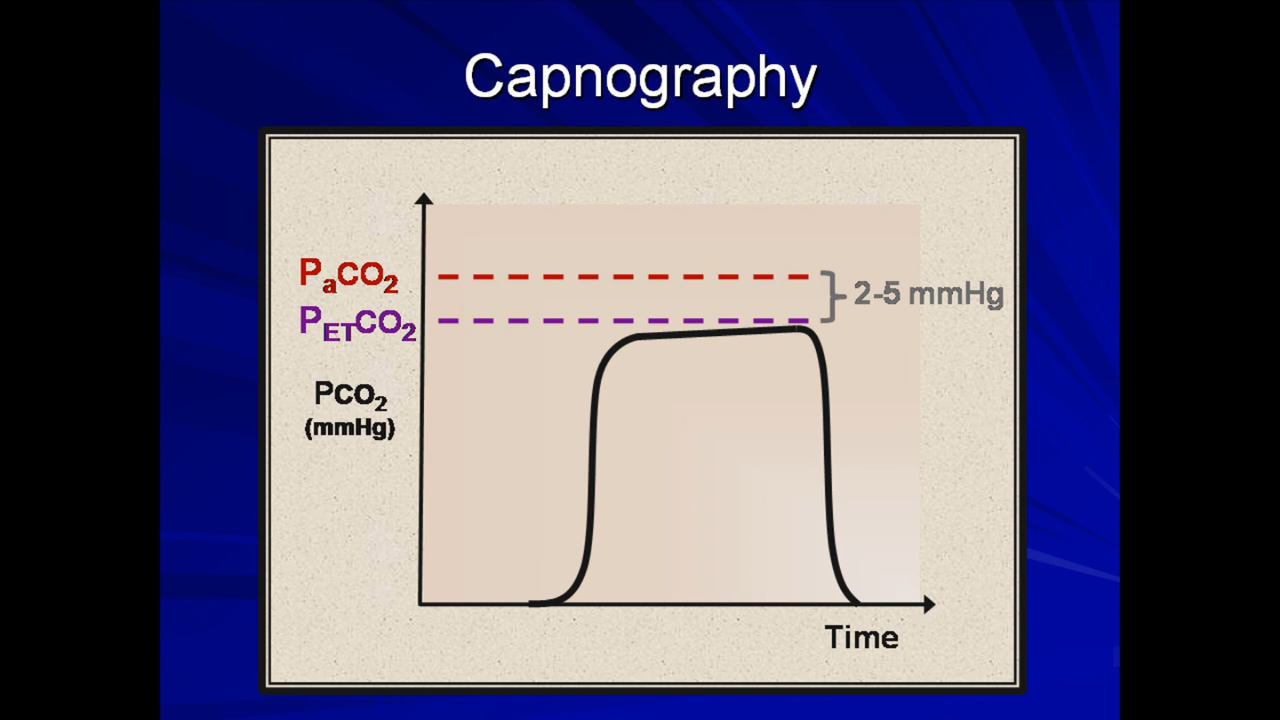 Capnography
PaCO2
2-5 mmHg
PETCO2
PCO2
(mmHg)
Time